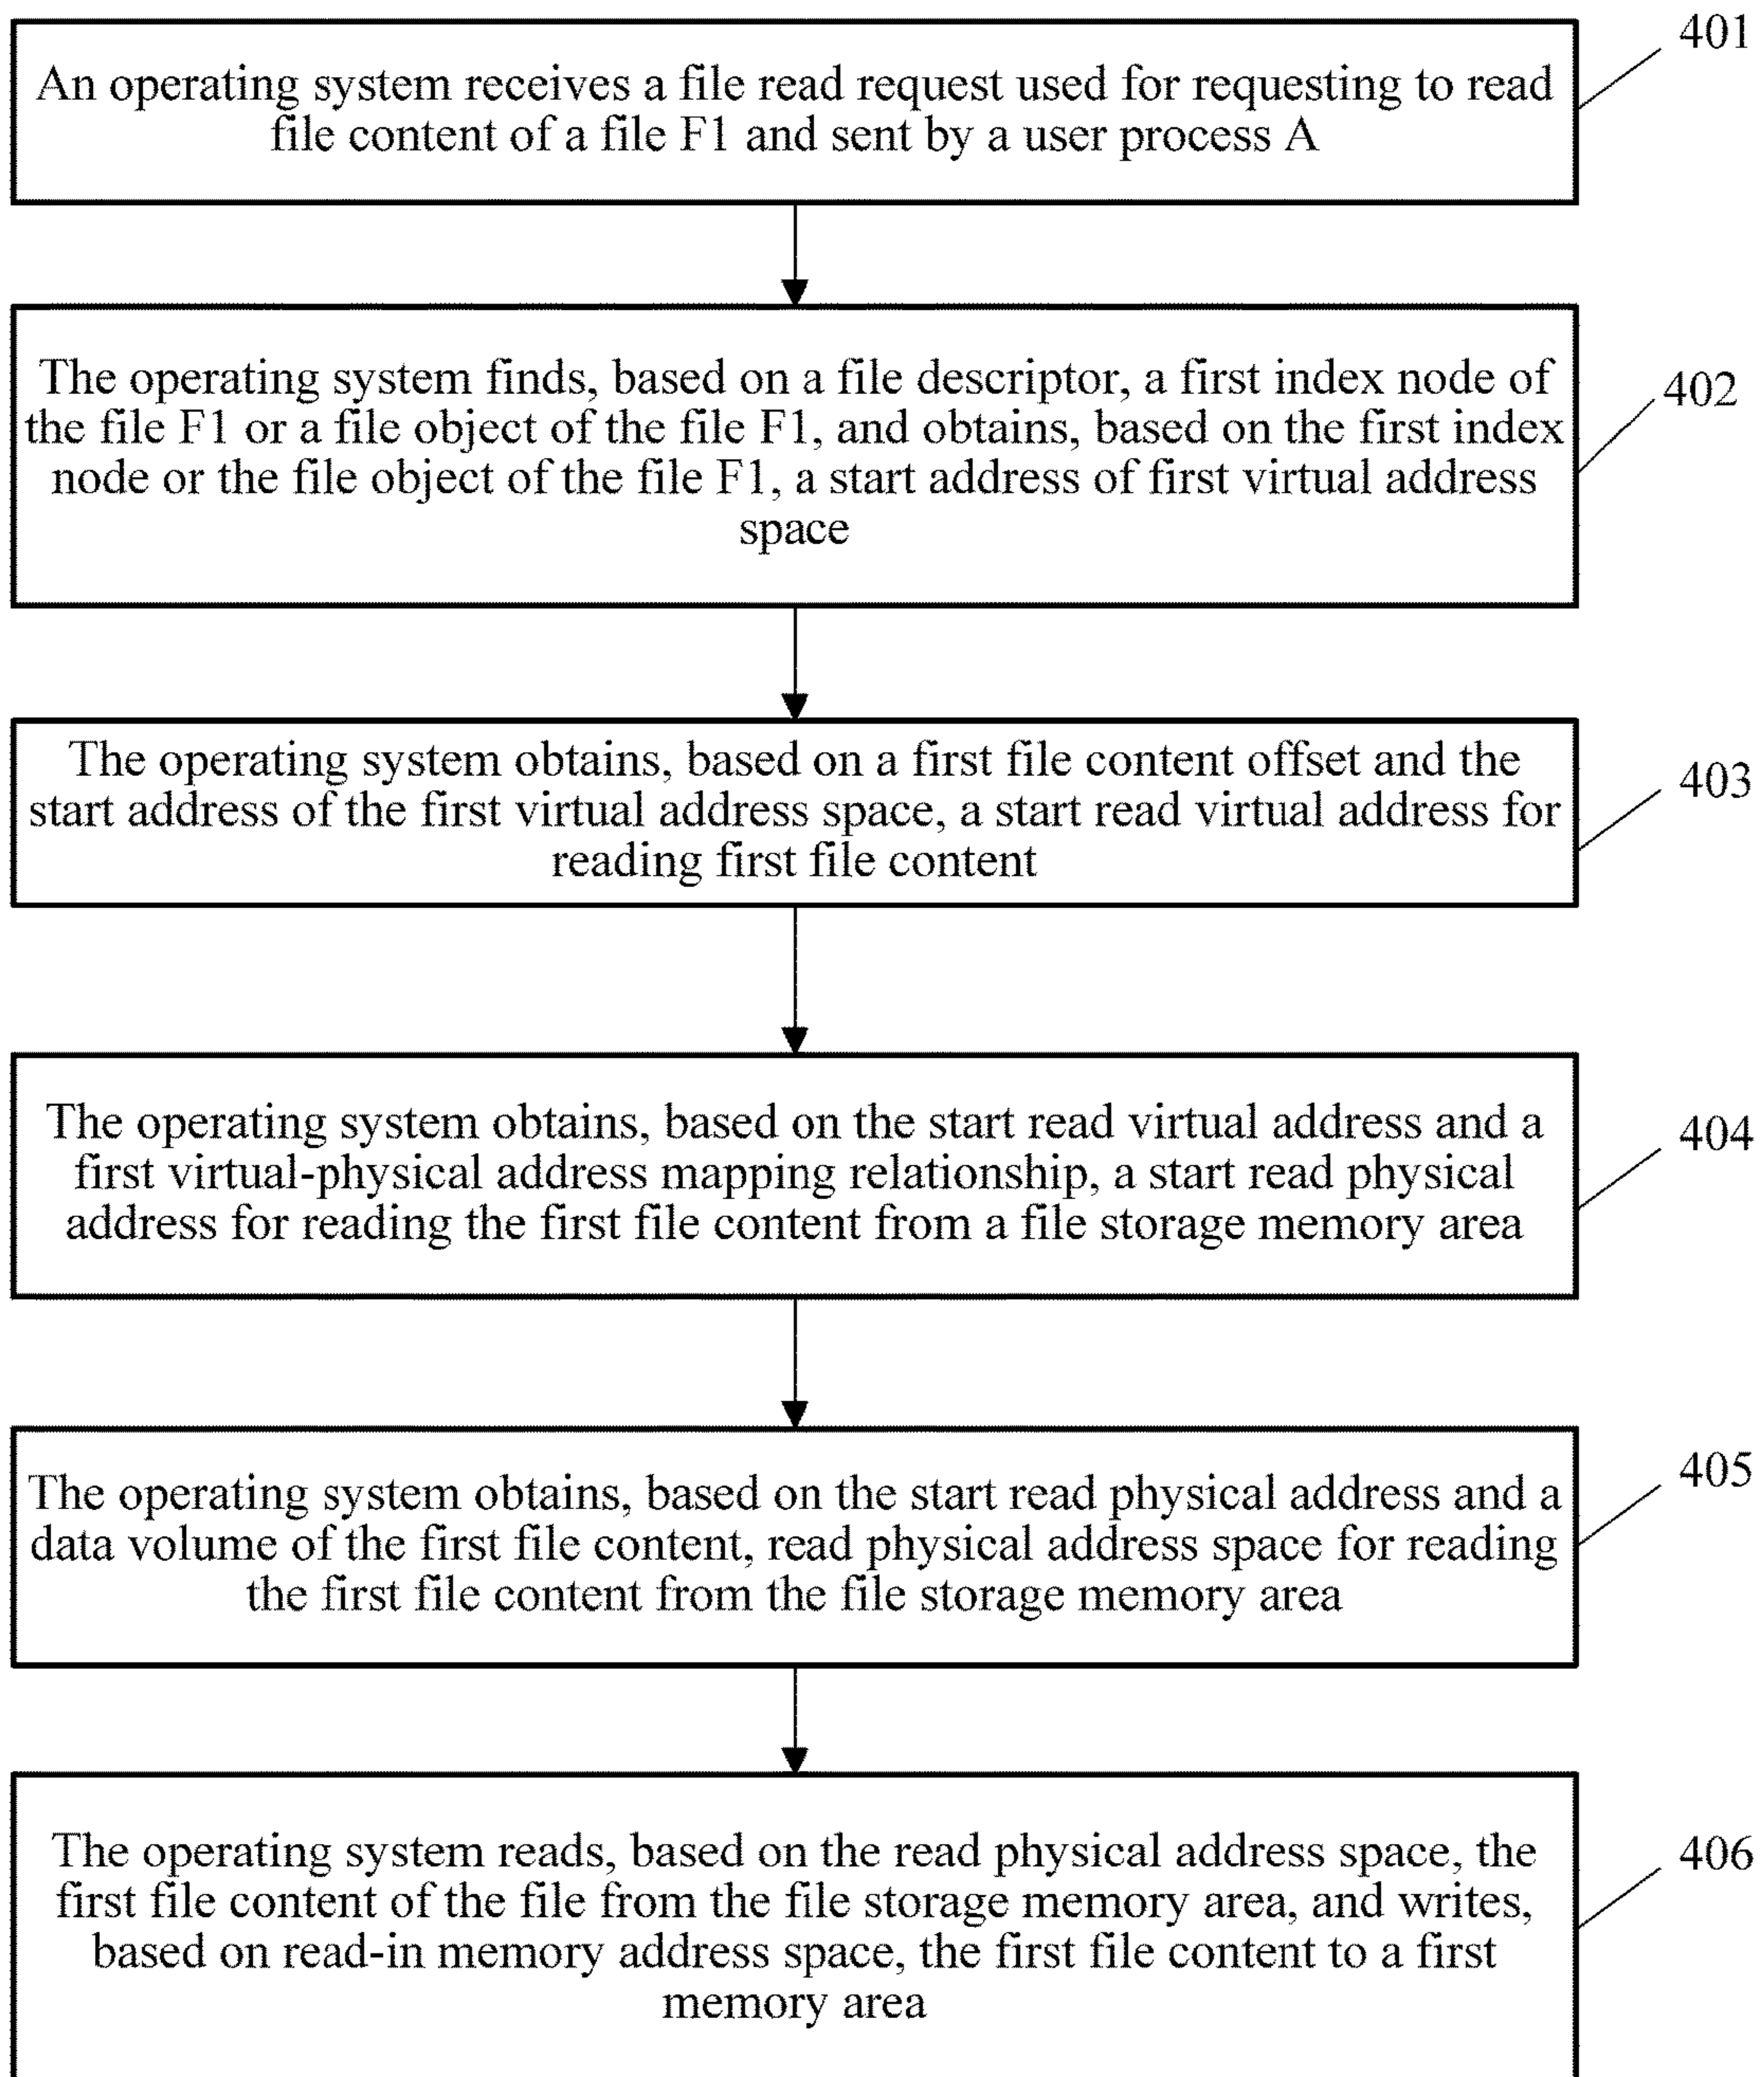 401
An operating system receives a file read request used for requesting to read
file content of a file F1 and sent by a user process A
The operating system finds, based on a file descriptor, a first index node of
the file F1 or a file object of the file F1, and obtains, based on the first index
node or the file object of the file F1, a start address of first virtual address
space
402
The operating system obtains, based on a first file content offset and the
start address of the first virtual address space, a start read virtual address for
reading first file content
403
The operating system obtains, based on the start read virtual address and a
first virtual-physical address mapping relationship, a start read physical
address for reading the first file content from a file storage memory area
404
The operating system obtains, based on the start read physical address and a
data volume of the first file content, read physical address space for reading
the first file content from the file storage memory area
405
The operating system reads, based on the read physical address space, the
first file content of the file from the file storage memory area, and writes,
based on read-in memory address space, the first file content to a first
memory area
406